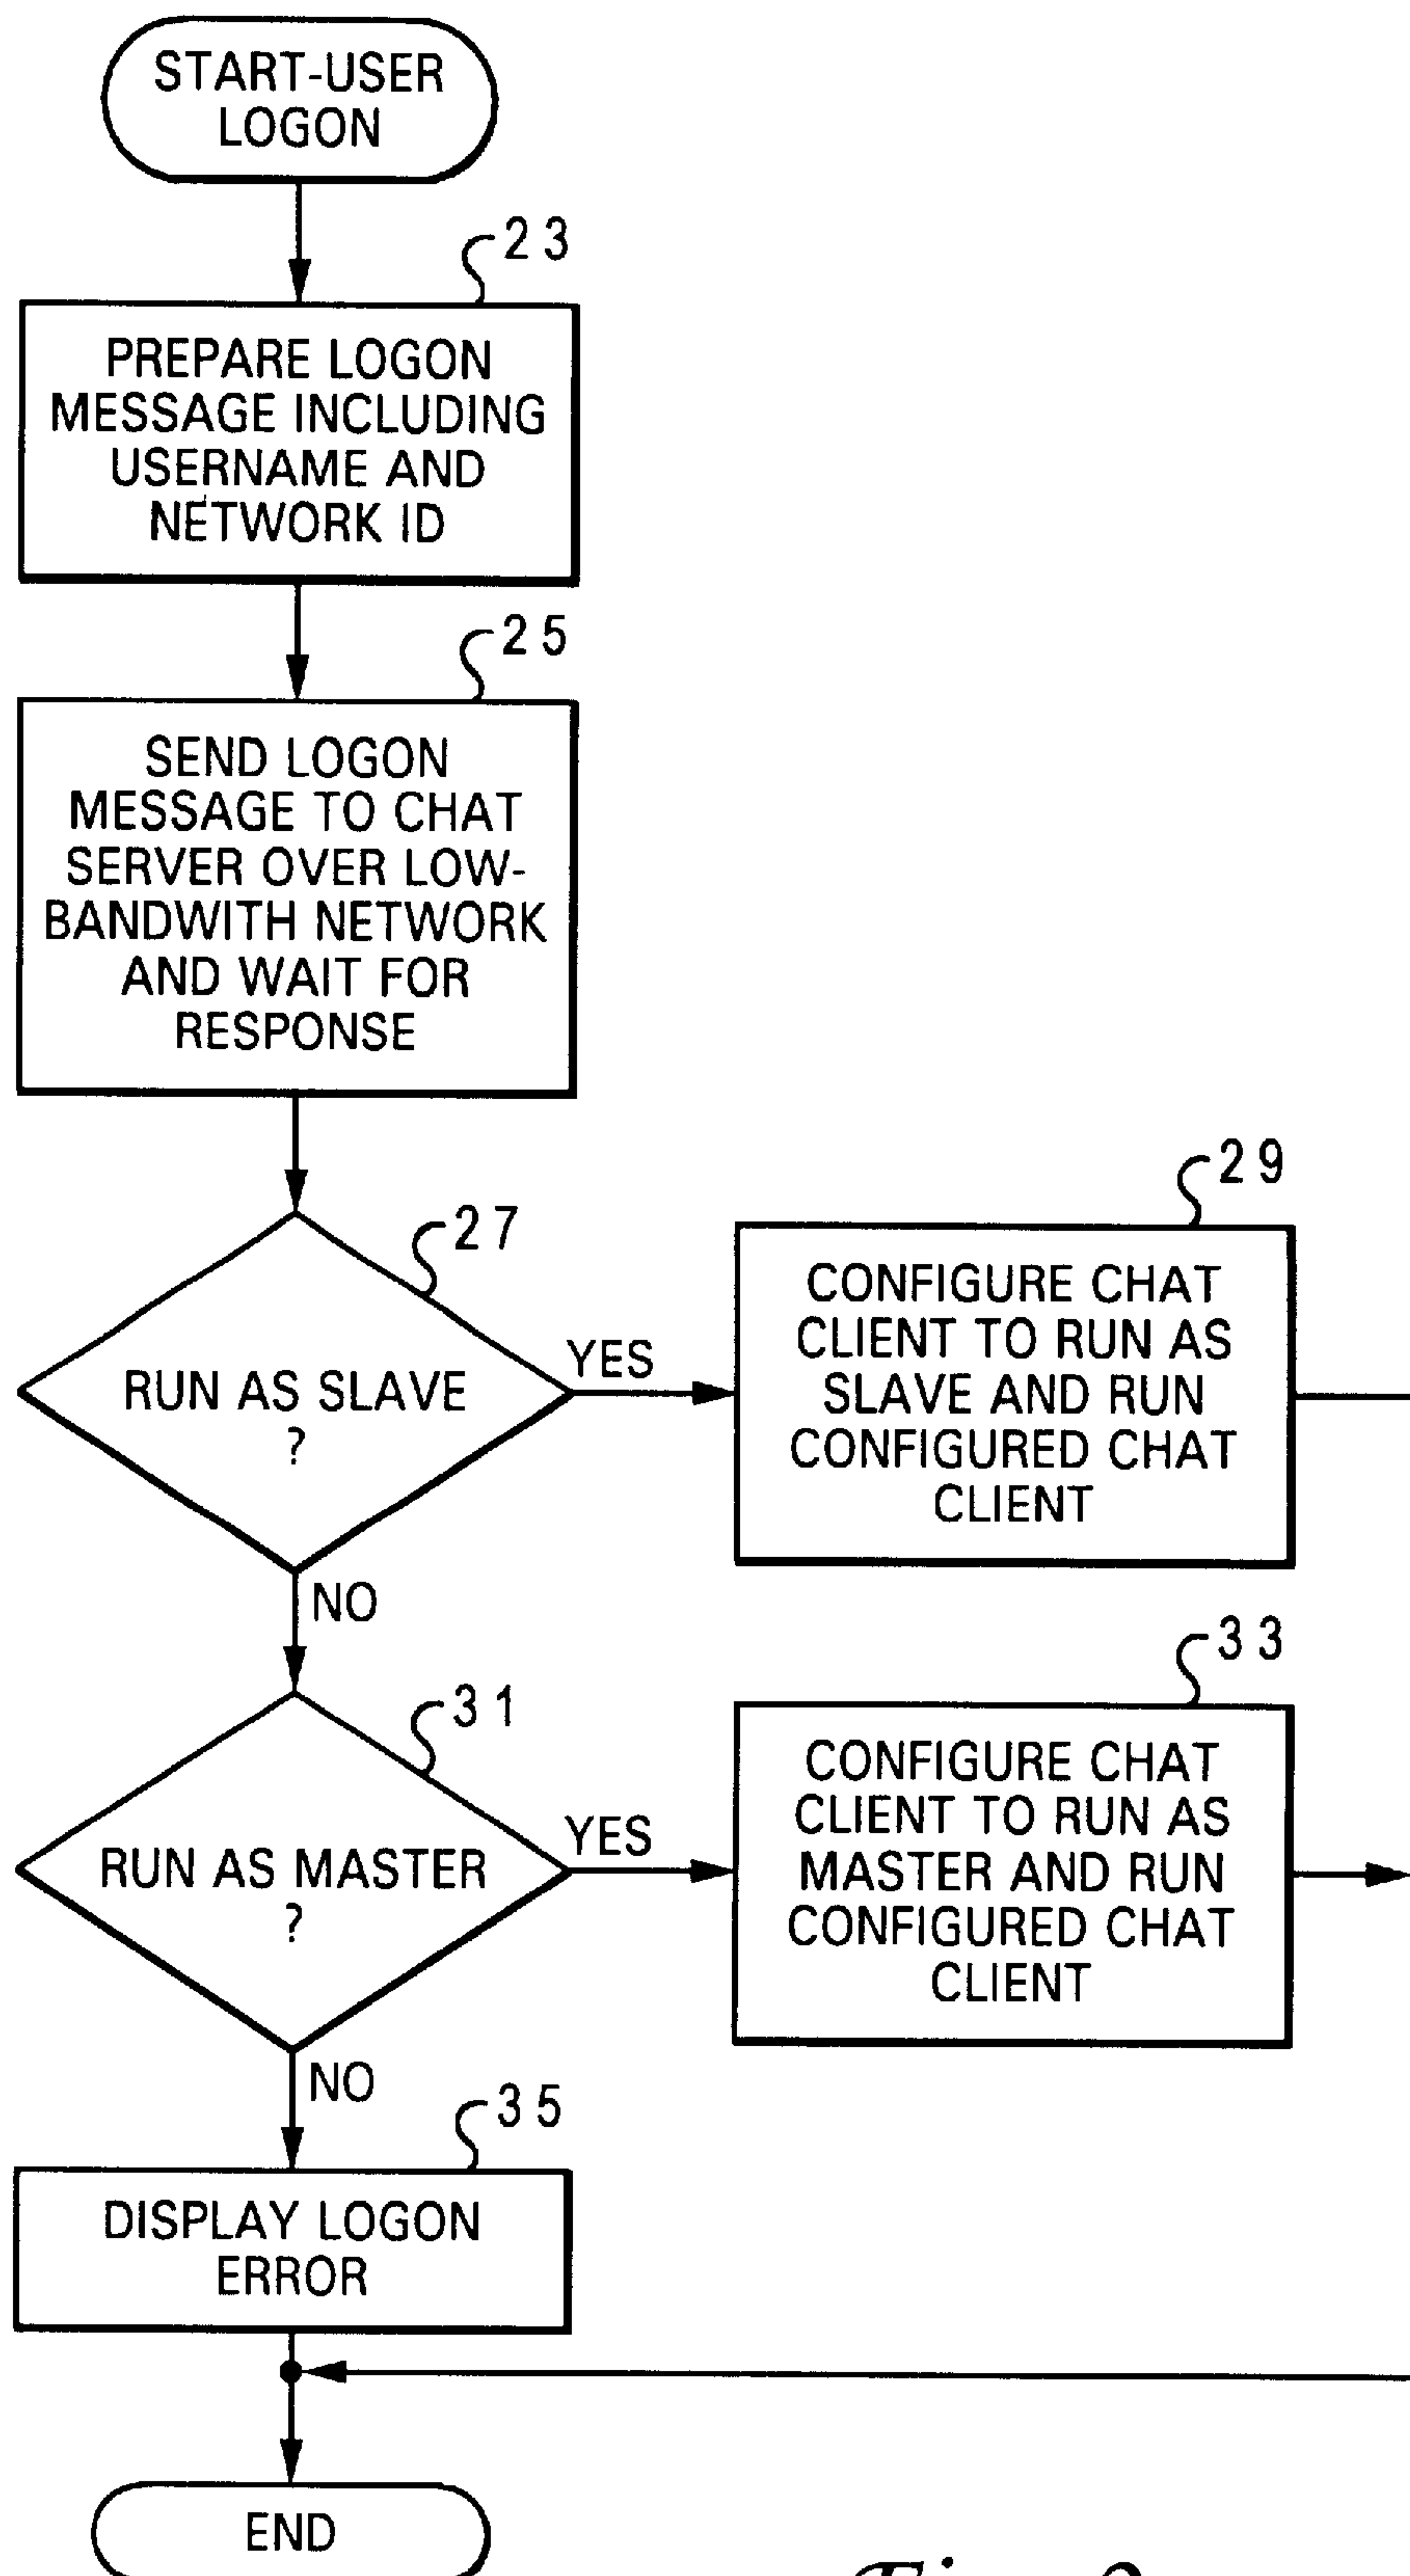 START-USER
LOGON
23
PREPARE LOGON
MESSAGE INCLUDING
USERNAME AND
NETWORK ID
25
SEND LOGON
MESSAGE TO CHAT
SERVER OVER LOW-
BANDWITH NETWORK
AND WAIT FOR
RESPONSE
27
RUN AS SLAVE
?
YES
29
CONFIGURE CHAT
CLIENT TO RUN AS
SLAVE AND RUN
CONFIGURED CHAT
CLIENT
NO
31
RUN AS MASTER
?
YES
33
CONFIGURE CHAT
CLIENT TO RUN AS
MASTER AND RUN
CONFIGURED CHAT
CLIENT
NO
35
DISPLAY LOGON
ERROR
END